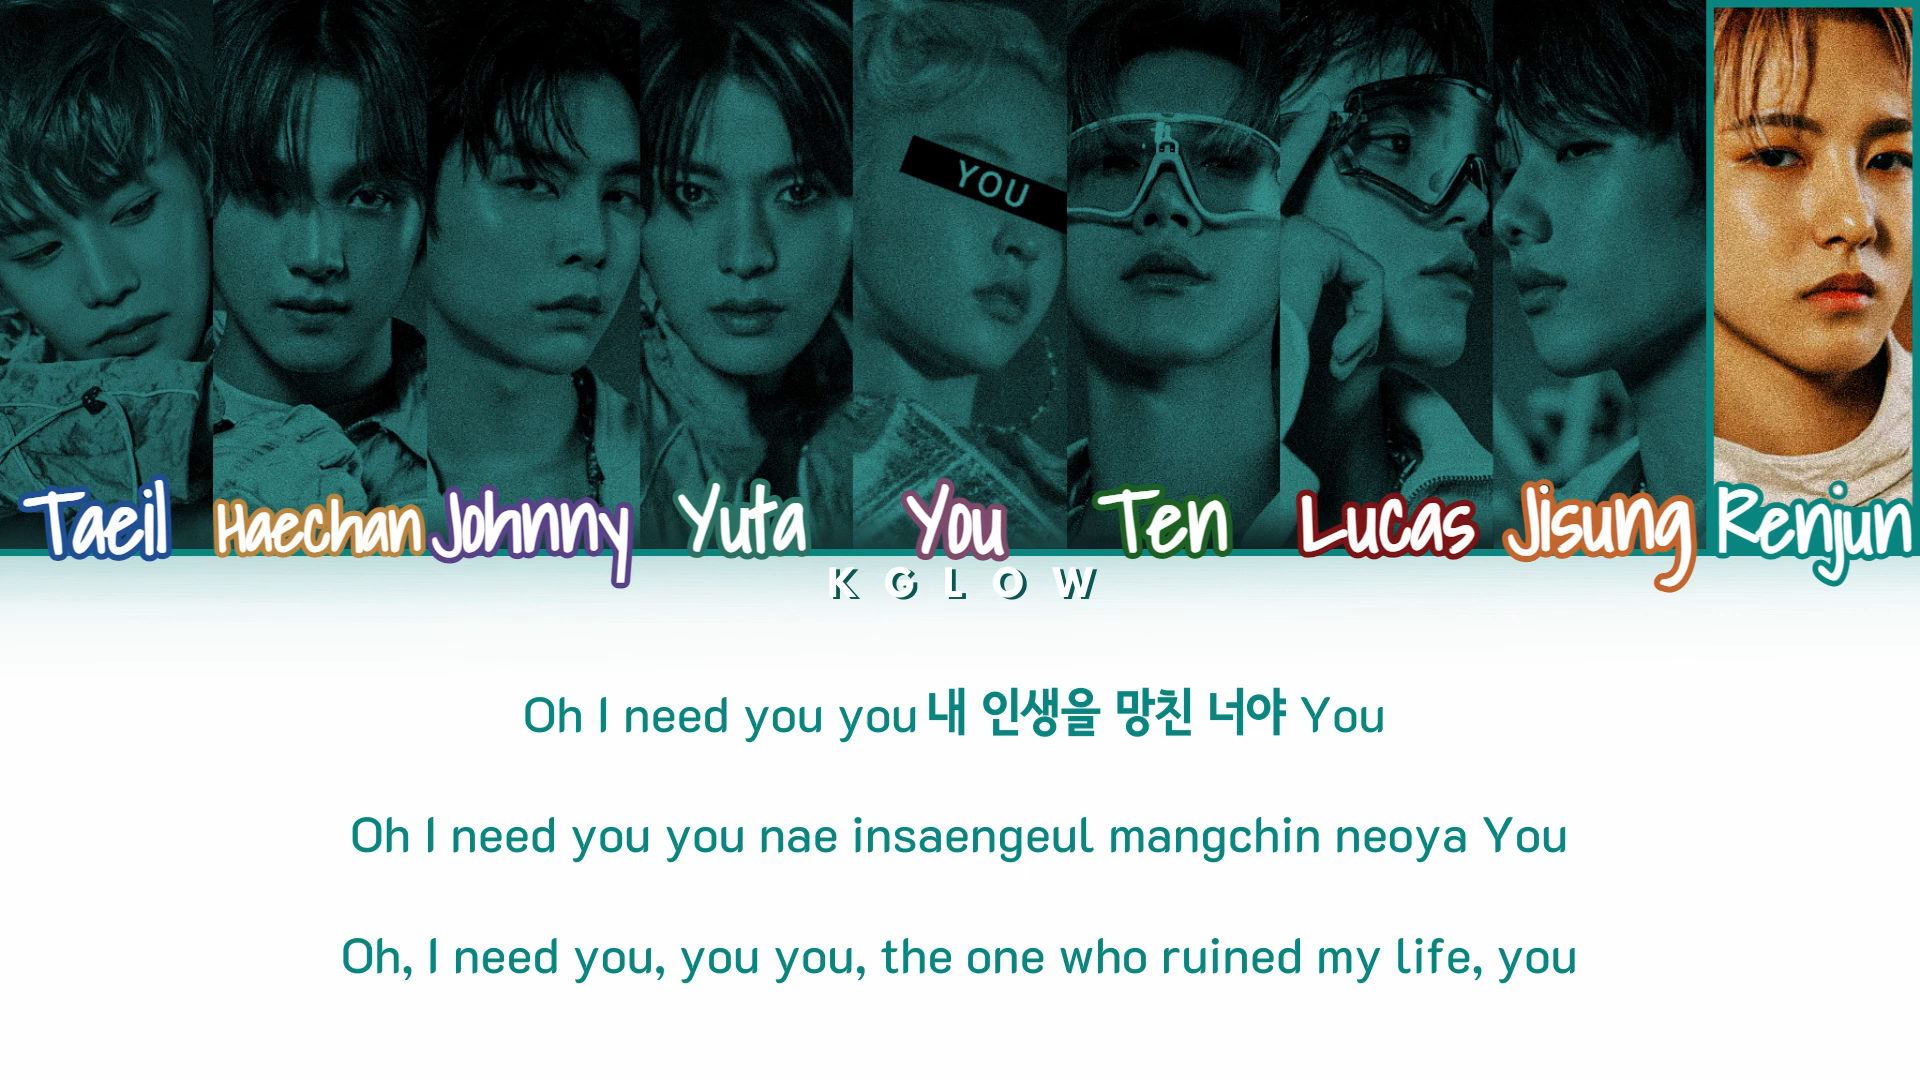 YOU
Taeil Haechan Johnny Yuta You Ten Lucas Jisung Renjun
KGLOW
Oh I need you you 내 인생을 망친 너야 You
Oh I need you you nae insaengeul mangchin neoya You
Oh, I need you, you you, the one who ruined my life, you